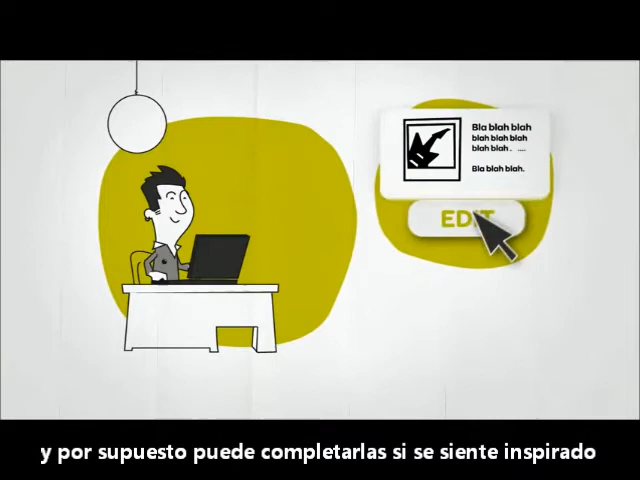 Bla blah blah
blah blah blah
blah blah . ....
Bla blah blah.
EDIT
y por supuesto puede completarlas si se siente inspirado